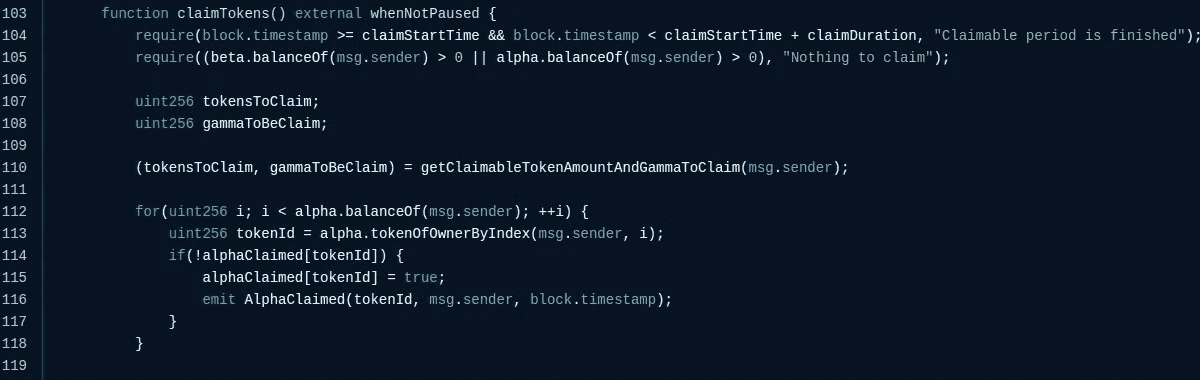 103 function claimTokens() external whenNotPaused {
104 require(block.timestamp >= claimStartTime && block.timestamp < claimStartTime + claimDuration, "Claimable period is finished");
105 require((beta.balanceOf(msg.sender) > 0 || alpha.balanceOf(msg.sender) > 0), "Nothing to claim");
106
107 uint256 tokensToClaim;
108 uint256 gammaToBeClaim;
109
110 (tokensToClaim, gammaToBeClaim) = getClaimableTokenAmountAndGammaToClaim(msg.sender);
111
112 for(uint256 i; i < alpha.balanceOf(msg.sender); ++i) {
113 uint256 tokenId = alpha.tokenOfOwnerByIndex(msg.sender, i);
114 if(!alphaClaimed[tokenId]) {
115 alphaClaimed[tokenId] = true;
116 emit AlphaClaimed(tokenId, msg.sender, block.timestamp);
117 }
118 }
119